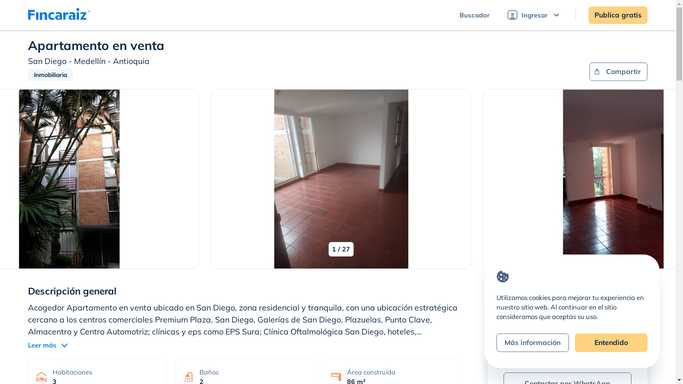 Fincaraiz
Buscador
Ingresar
Publica gratis
Apartamento en venta
San Diego - Medellín - Antioquia
Inmobiliaria
Compartir
1 / 27
Descripción general
Acogedor Apartamento en venta ubicado en San Diego, zona residencial y tranquila, con una ubicación estratégica
cercano a los centros comerciales Premium Plaza, San Diego, Galerías de San Diego, Plazuelas, Punto Clave,
Almacentro y Centro Automotriz; clínicas y eps como EPS Sura; Clínica Oftalmológica San Diego, hoteles,...
Leer más
Habitaciones
3
Baños
2
Área construida
86 m²
Utilizamos cookies para mejorar tu experiencia en
nuestro sitio web. Al continuar en el sitio
consideramos que aceptas su uso.
Más información
Entendido
Contactar por WhatsApp